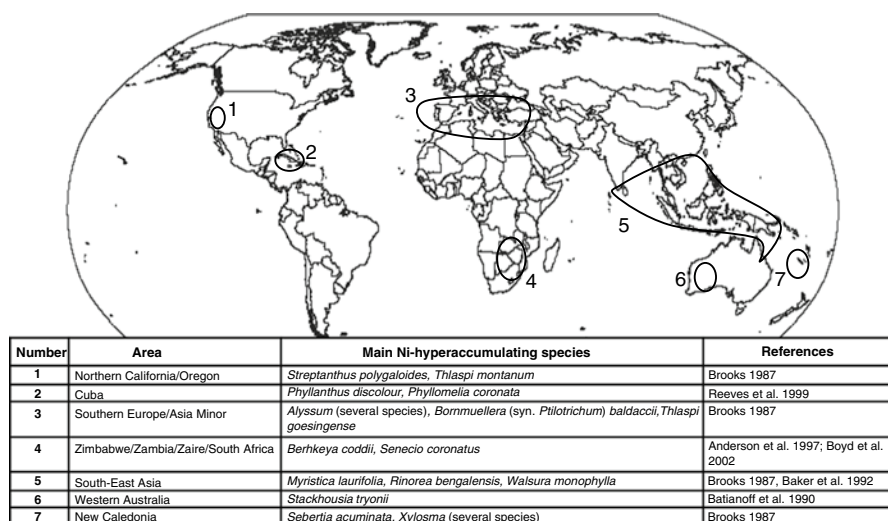 1
2
3
4
5
6
7
Number Area Main Ni-hyperaccumulating species References
1 Northern California/Oregon Streptanthus polygaloides, Thlaspi montanum Brooks 1987
2 Cuba Phyllanthus discolour, Phyllomelia coronata Reeves et al. 1999
3 Southern Europe/Asia Minor Alyssum (several species), Bornmuellera (syn. Ptilotrichum) baldaccii,Thlaspi Brooks 1987
goesingense
4 Zimbabwe/Zambia/Zaire/South Africa Berhkeya coddii, Senecio coronatus Anderson et al. 1997; Boyd et al.
2002
5 South-East Asia Myristica laurifolia, Rinorea bengalensis, Walsura monophylla Brooks 1987, Baker et al. 1992
6 Western Australia Stackhousia tryonii Batianoff et al. 1990
7 New Caledonia Sebertia acuminata, Xylosma (several species) Brooks 1987